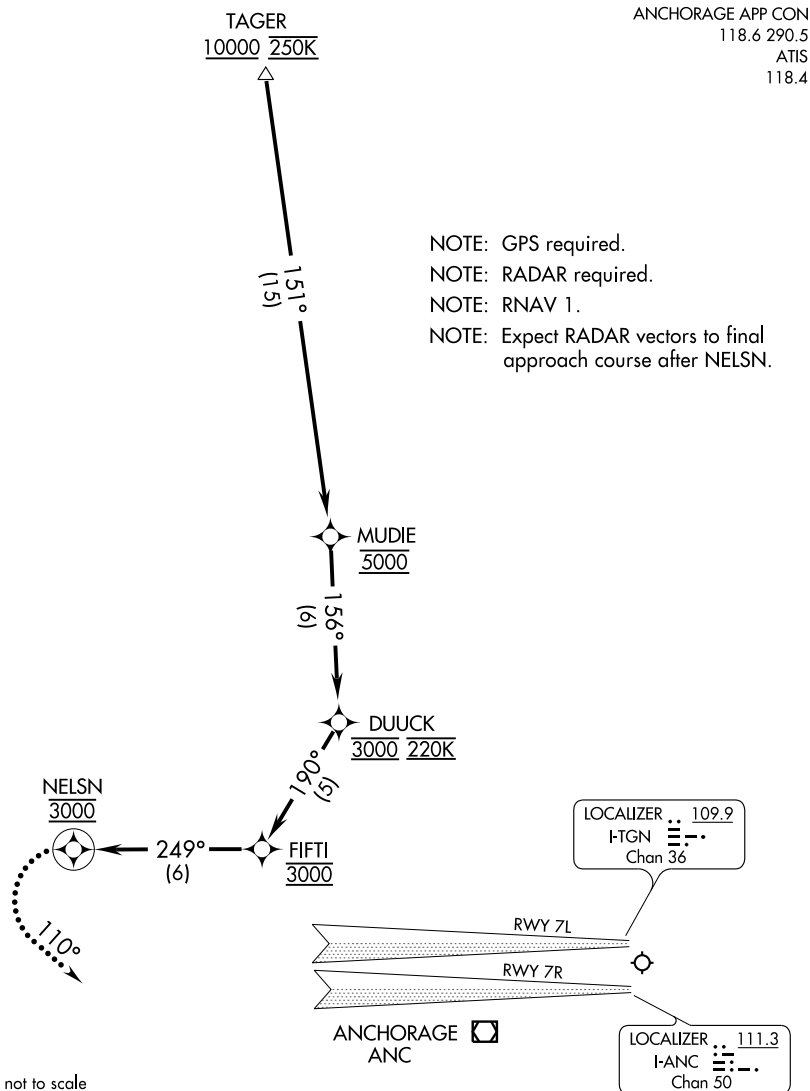 TAGER
10000 250K
ANCHORAGE APP CON
118.6 290.5
ATIS
118.4
151°
(15)
NOTE: GPS required.
NOTE: RADAR required.
NOTE: RNAV 1.
NOTE: Expect RADAR vectors to final
approach course after NELSN.
MUDIE
5000
156°
(6)
DUUCK
3000 220K
190°
(5)
NELSN
3000
249°
(6)
FIFTI
3000
110°
LOCALIZER 109.9
I-TGN
Chan 36
RWY 7L
RWY 7R
ANCHORAGE
ANC
LOCALIZER 111.3
I-ANC
Chan 50
not to scale